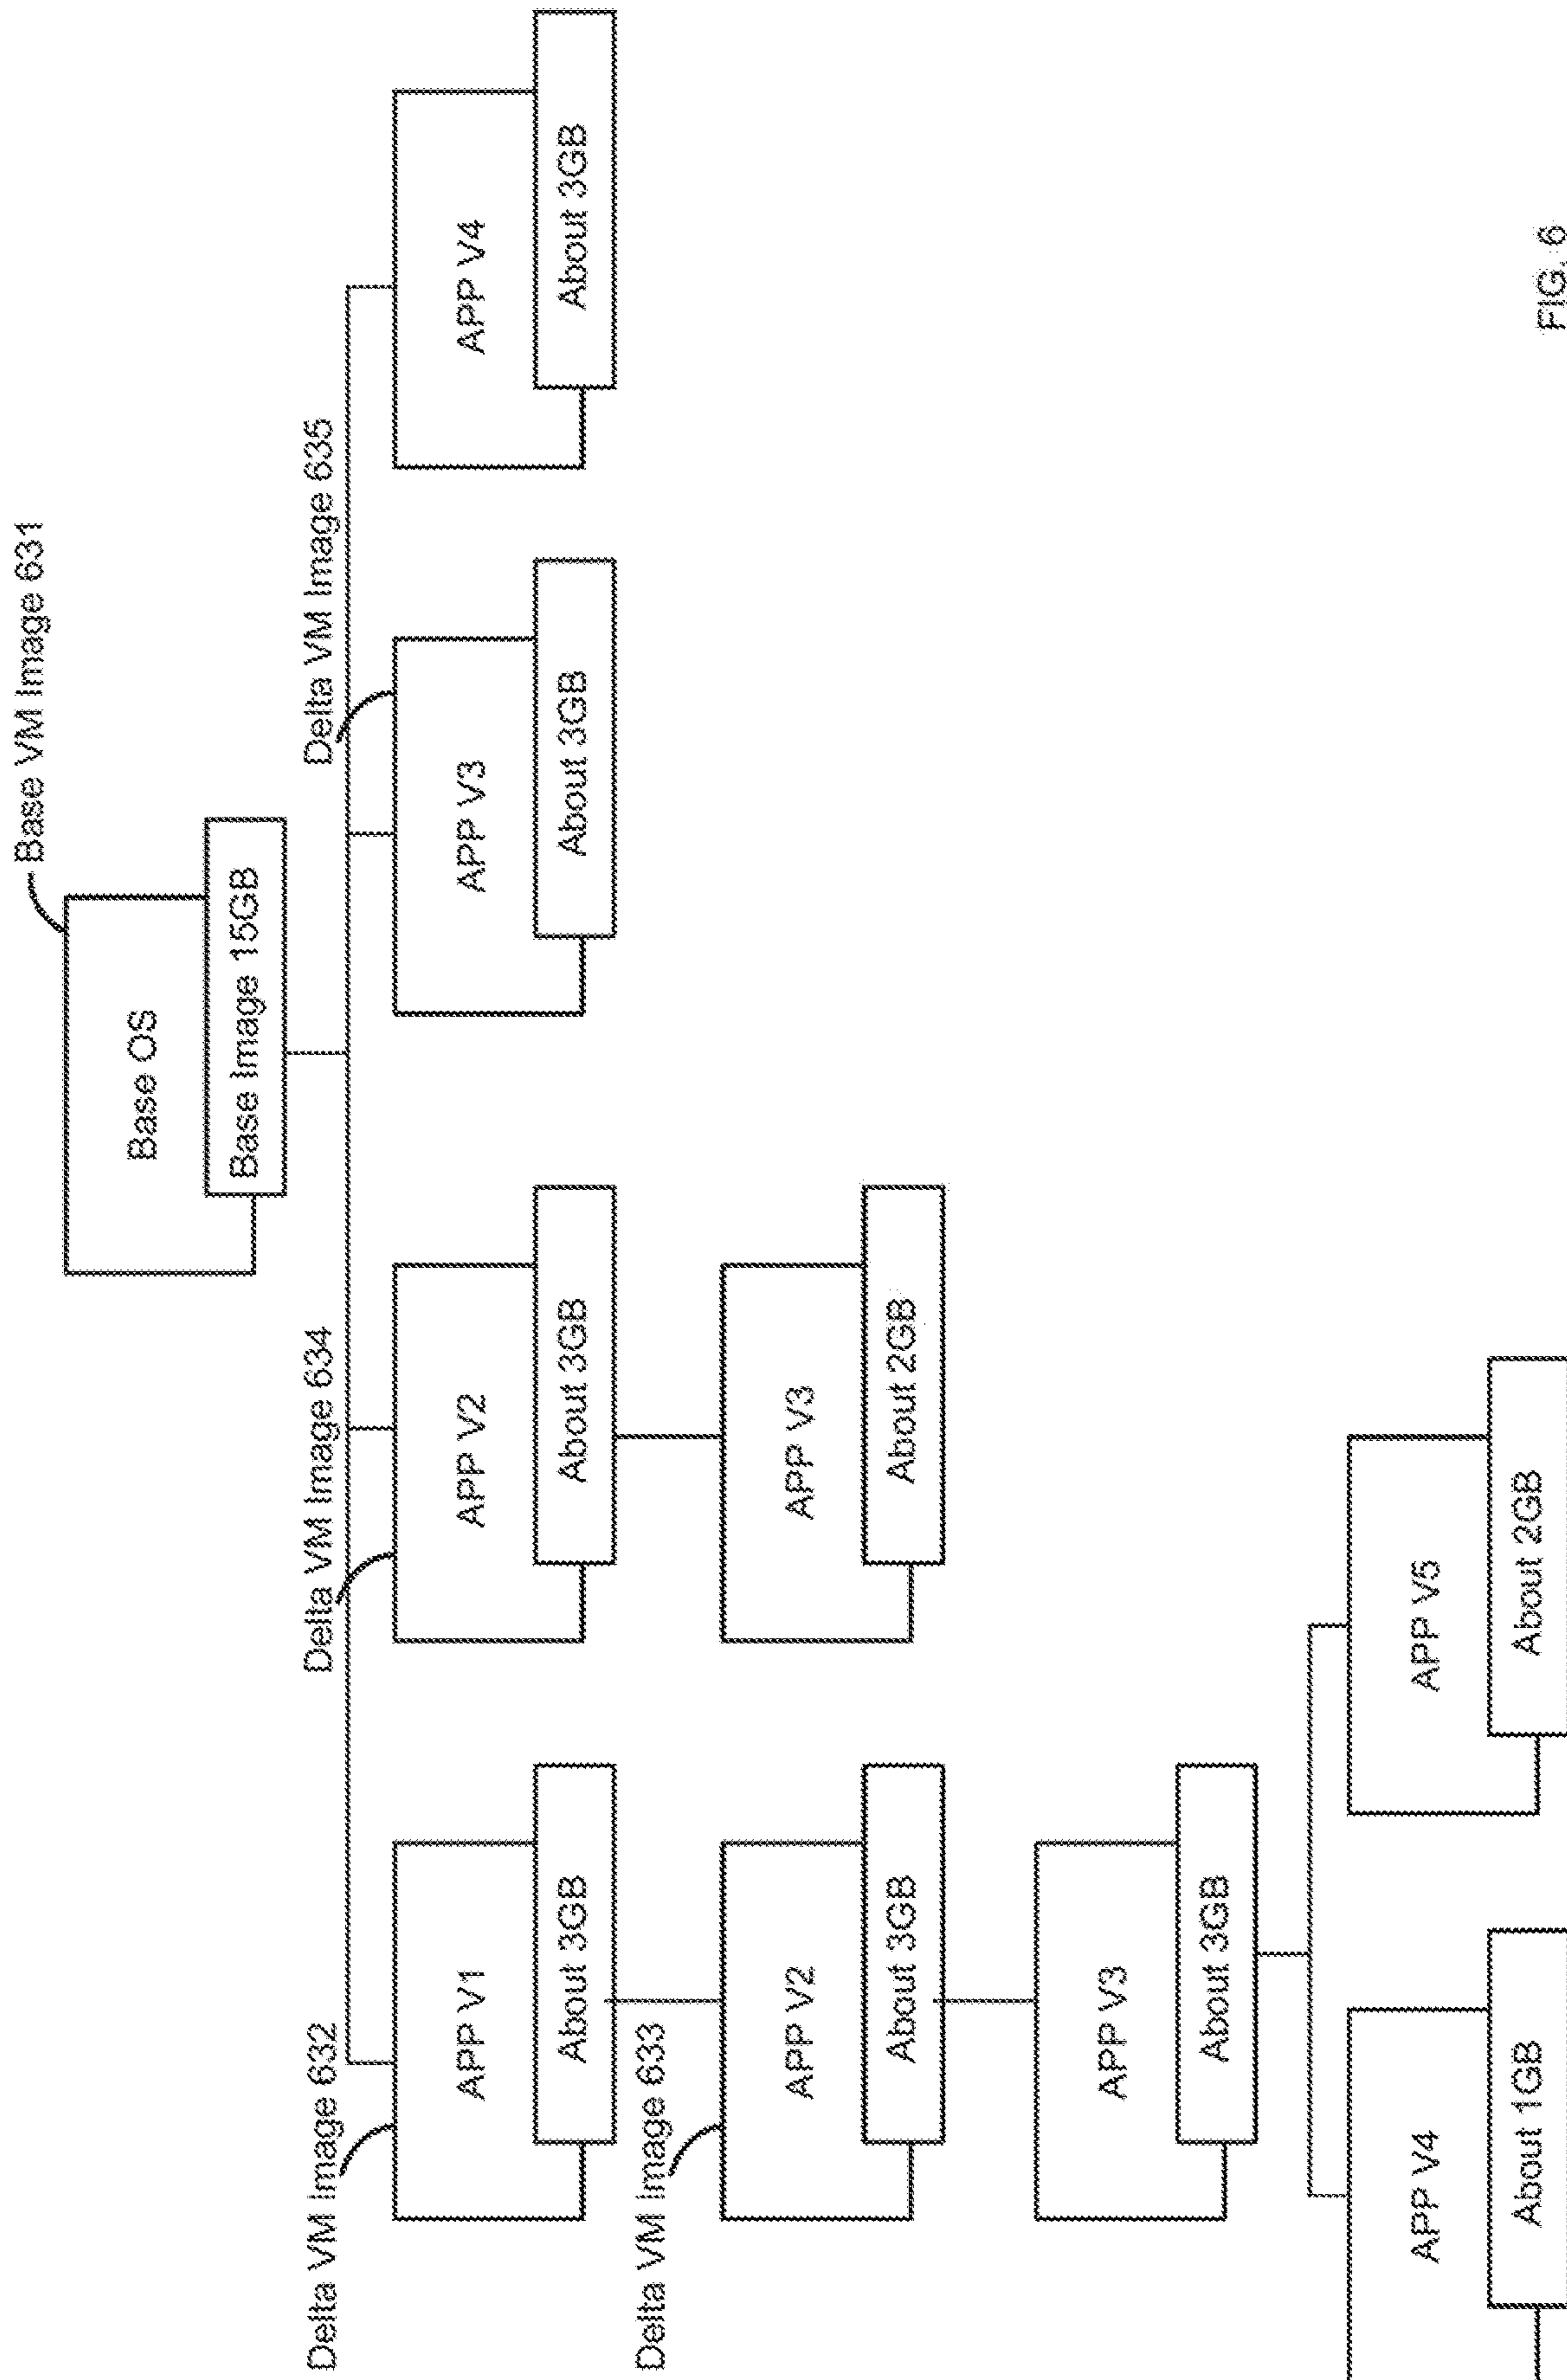 Base VM Image 631
Base OS
Base Image 15GB
Delta VM Image 632
Delta VM Image 634
Delta VM Image 635
APP V1
About 3GB
APP V2
About 3GB
APP V3
About 3GB
APP V4
About 3GB
Delta VM Image 633
APP V2
About 3GB
APP V3
About 2GB
APP V3
About 3GB
APP V4
About 1GB
APP V5
About 2GB
FIG. 6